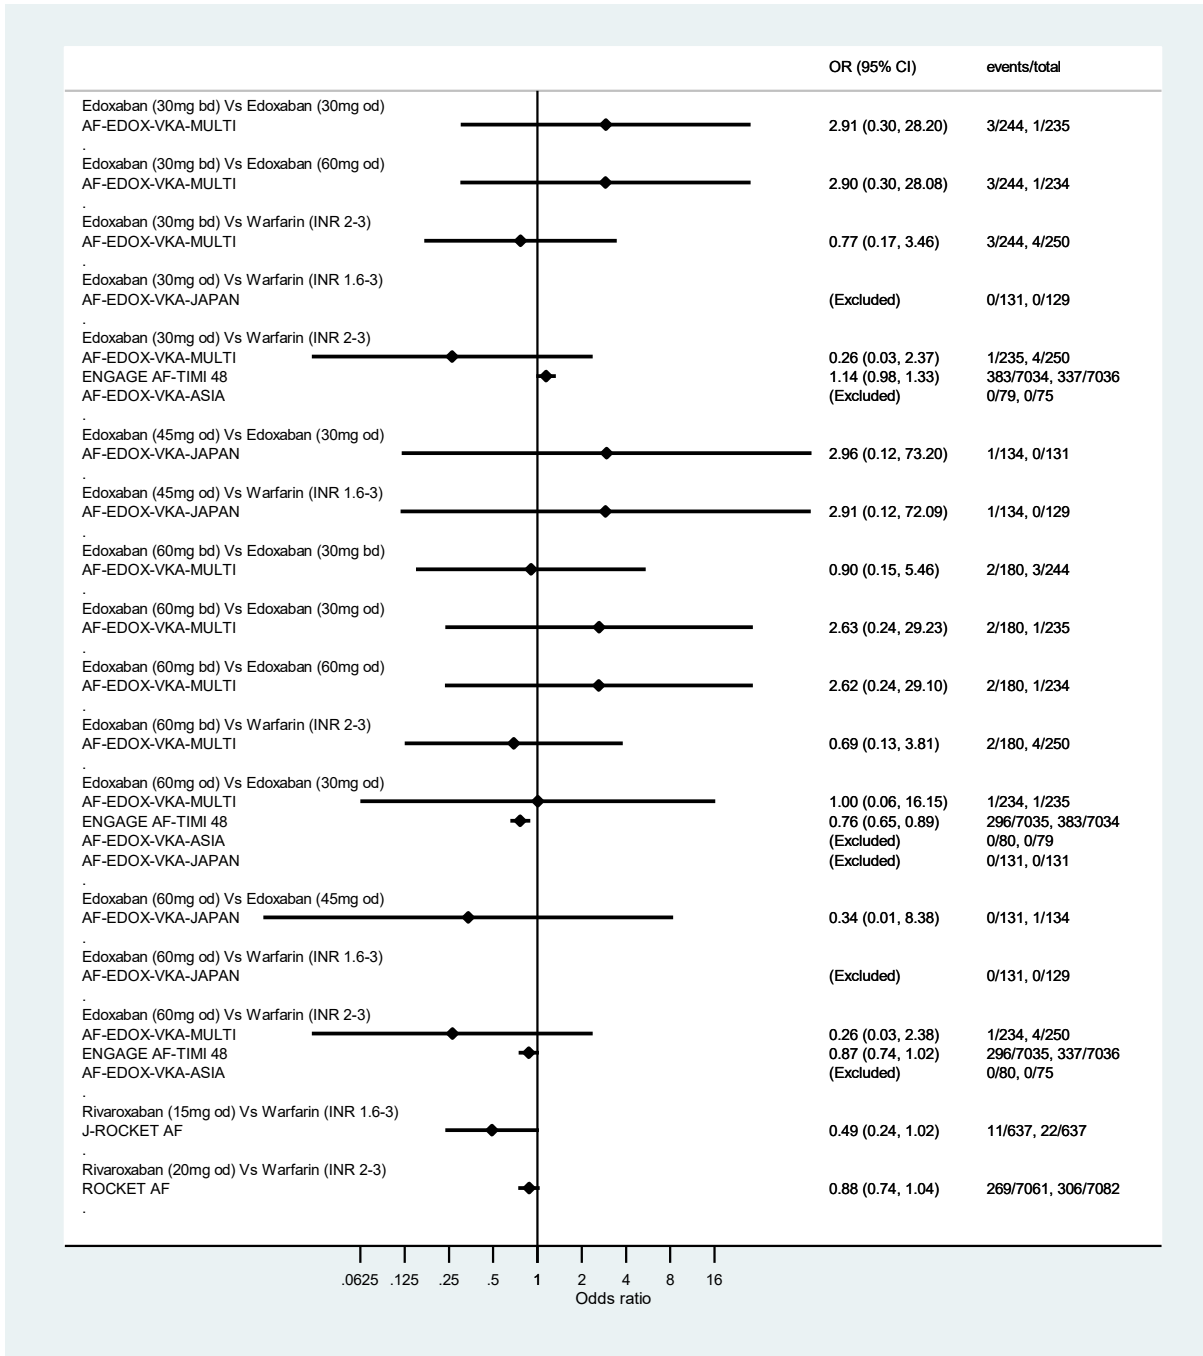 OR (95% CI) events/total
Edoxaban (30mg bd) Vs Edoxaban (30mg od)
AF-EDOX-VKA-MULTI 2.91 (0.30, 28.20) 3/244, 1/235
.
Edoxaban (30mg bd) Vs Edoxaban (60mg od)
AF-EDOX-VKA-MULTI 2.90 (0.30, 28.08) 3/244, 1/234
.
Edoxaban (30mg bd) Vs Warfarin (INR 2-3)
AF-EDOX-VKA-MULTI 0.77 (0.17, 3.46) 3/244, 4/250
.
Edoxaban (30mg od) Vs Warfarin (INR 1.6-3)
AF-EDOX-VKA-JAPAN (Excluded) 0/131, 0/129
.
Edoxaban (30mg od) Vs Warfarin (INR 2-3)
AF-EDOX-VKA-MULTI 0.26 (0.03, 2.37) 1/235, 4/250
ENGAGE AF-TIMI 48 1.14 (0.98, 1.33) 383/7034, 337/7036
AF-EDOX-VKA-ASIA (Excluded) 0/79, 0/75
.
Edoxaban (45mg od) Vs Edoxaban (30mg od)
AF-EDOX-VKA-JAPAN 2.96 (0.12, 73.20) 1/134, 0/131
.
Edoxaban (45mg od) Vs Warfarin (INR 1.6-3)
AF-EDOX-VKA-JAPAN 2.91 (0.12, 72.09) 1/134, 0/129
.
Edoxaban (60mg bd) Vs Edoxaban (30mg bd)
AF-EDOX-VKA-MULTI 0.90 (0.15, 5.46) 2/180, 3/244
.
Edoxaban (60mg bd) Vs Edoxaban (30mg od)
AF-EDOX-VKA-MULTI 2.63 (0.24, 29.23) 2/180, 1/235
.
Edoxaban (60mg bd) Vs Edoxaban (60mg od)
AF-EDOX-VKA-MULTI 2.62 (0.24, 29.10) 2/180, 1/234
.
Edoxaban (60mg bd) Vs Warfarin (INR 2-3)
AF-EDOX-VKA-MULTI 0.69 (0.13, 3.81) 2/180, 4/250
.
Edoxaban (60mg od) Vs Edoxaban (30mg od)
AF-EDOX-VKA-MULTI 1.00 (0.06, 16.15) 1/234, 1/235
ENGAGE AF-TIMI 48 0.76 (0.65, 0.89) 296/7035, 383/7034
AF-EDOX-VKA-ASIA (Excluded) 0/80, 0/79
AF-EDOX-VKA-JAPAN (Excluded) 0/131, 0/131
.
Edoxaban (60mg od) Vs Edoxaban (45mg od)
AF-EDOX-VKA-JAPAN 0.34 (0.01, 8.38) 0/131, 1/134
.
Edoxaban (60mg od) Vs Warfarin (INR 1.6-3)
AF-EDOX-VKA-JAPAN (Excluded) 0/131, 0/129
.
Edoxaban (60mg od) Vs Warfarin (INR 2-3)
AF-EDOX-VKA-MULTI 0.26 (0.03, 2.38) 1/234, 4/250
ENGAGE AF-TIMI 48 0.87 (0.74, 1.02) 296/7035, 337/7036
AF-EDOX-VKA-ASIA (Excluded) 0/80, 0/75
.
Rivaroxaban (15mg od) Vs Warfarin (INR 1.6-3)
J-ROCKET AF 0.49 (0.24, 1.02) 11/637, 22/637
.
Rivaroxaban (20mg od) Vs Warfarin (INR 2-3)
ROCKET AF 0.88 (0.74, 1.04) 269/7061, 306/7082
.
.0625 .125 .25 .5 1 2 4 8 16
Odds ratio